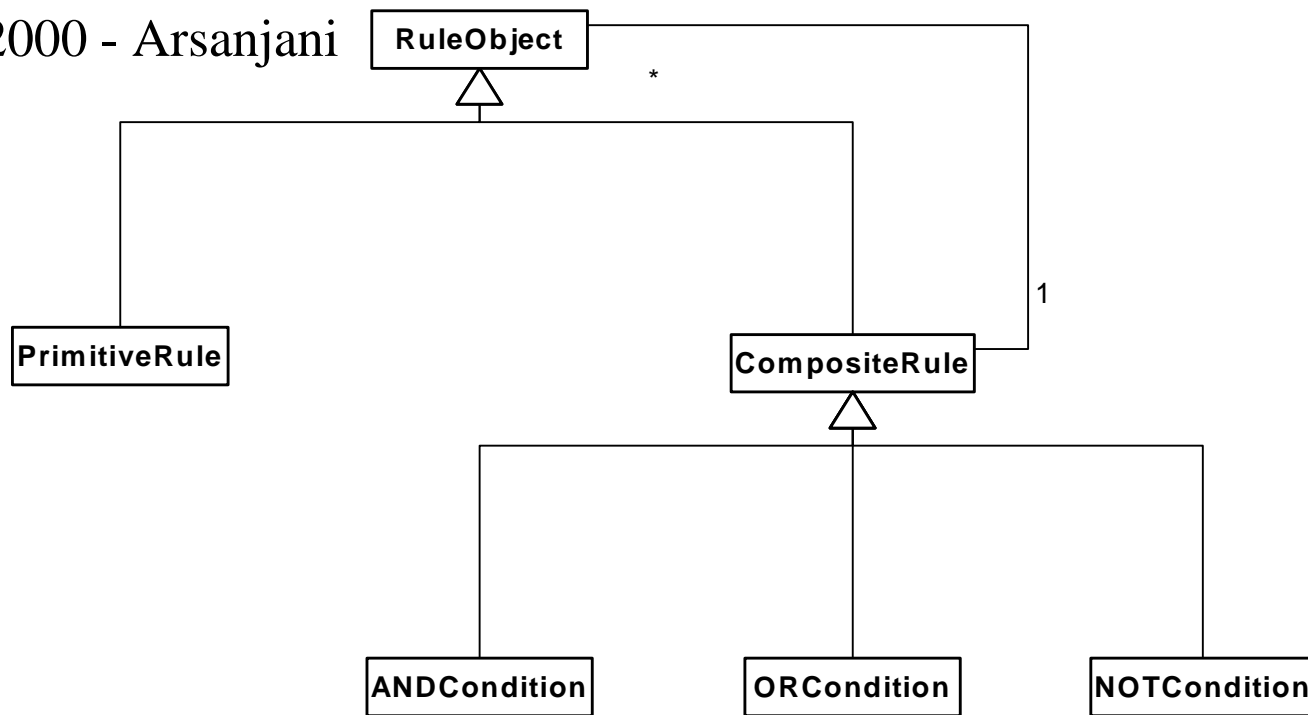 2000 - Arsanjani
RuleObject
*
1
PrimitiveRule
CompositeRule
ANDCondition
ORCondition
NOTCondition